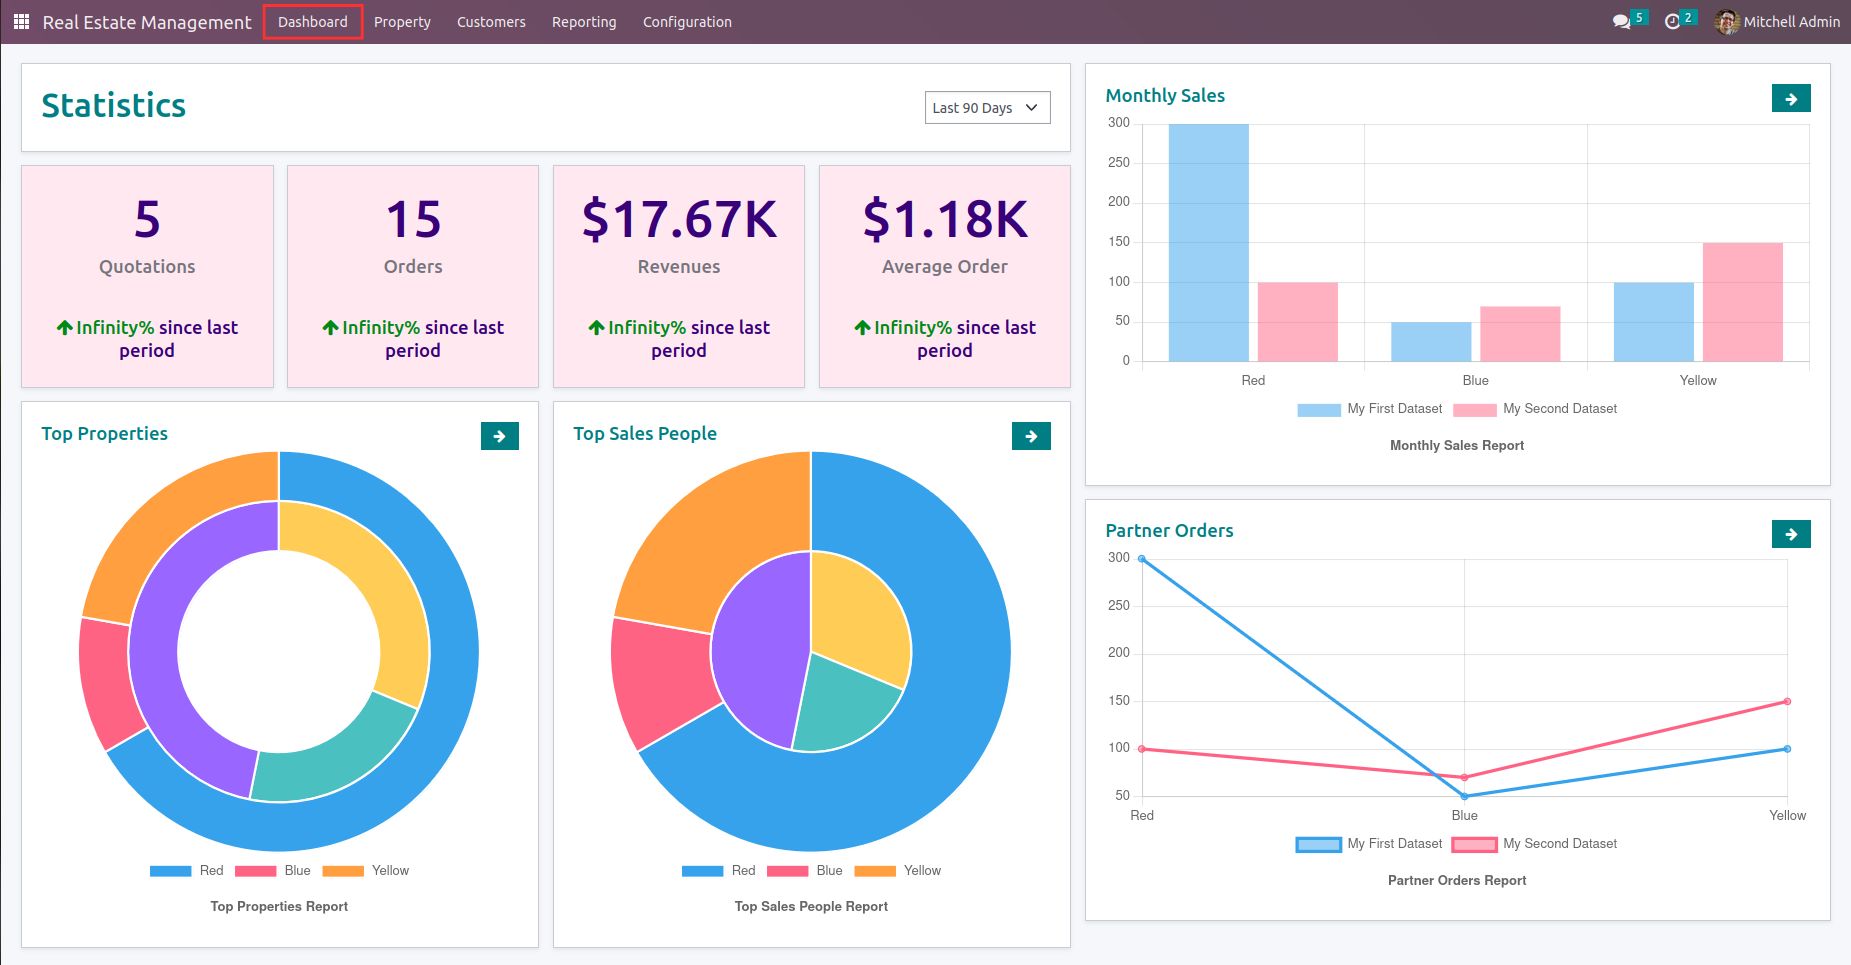 Real Estate Management Dashboard Property Customers Reporting Configuration 5 2 Mitchell Admin
Statistics
Last 90 Days
5
Quotations
Infinity% since last
period
15
Orders
Infinity% since last
period
$17.67K
Revenues
Infinity% since last
period
$1.18K
Average Order
Infinity% since last
period
Top Properties
Red Blue Yellow
Top Properties Report
Top Sales People
Red Blue Yellow
Top Sales People Report
Monthly Sales
300
250
200
150
100
50
0
Red Blue Yellow
My First Dataset My Second Dataset
Monthly Sales Report
Partner Orders
300
250
200
150
100
50
Red Blue Yellow
My First Dataset My Second Dataset
Partner Orders Report